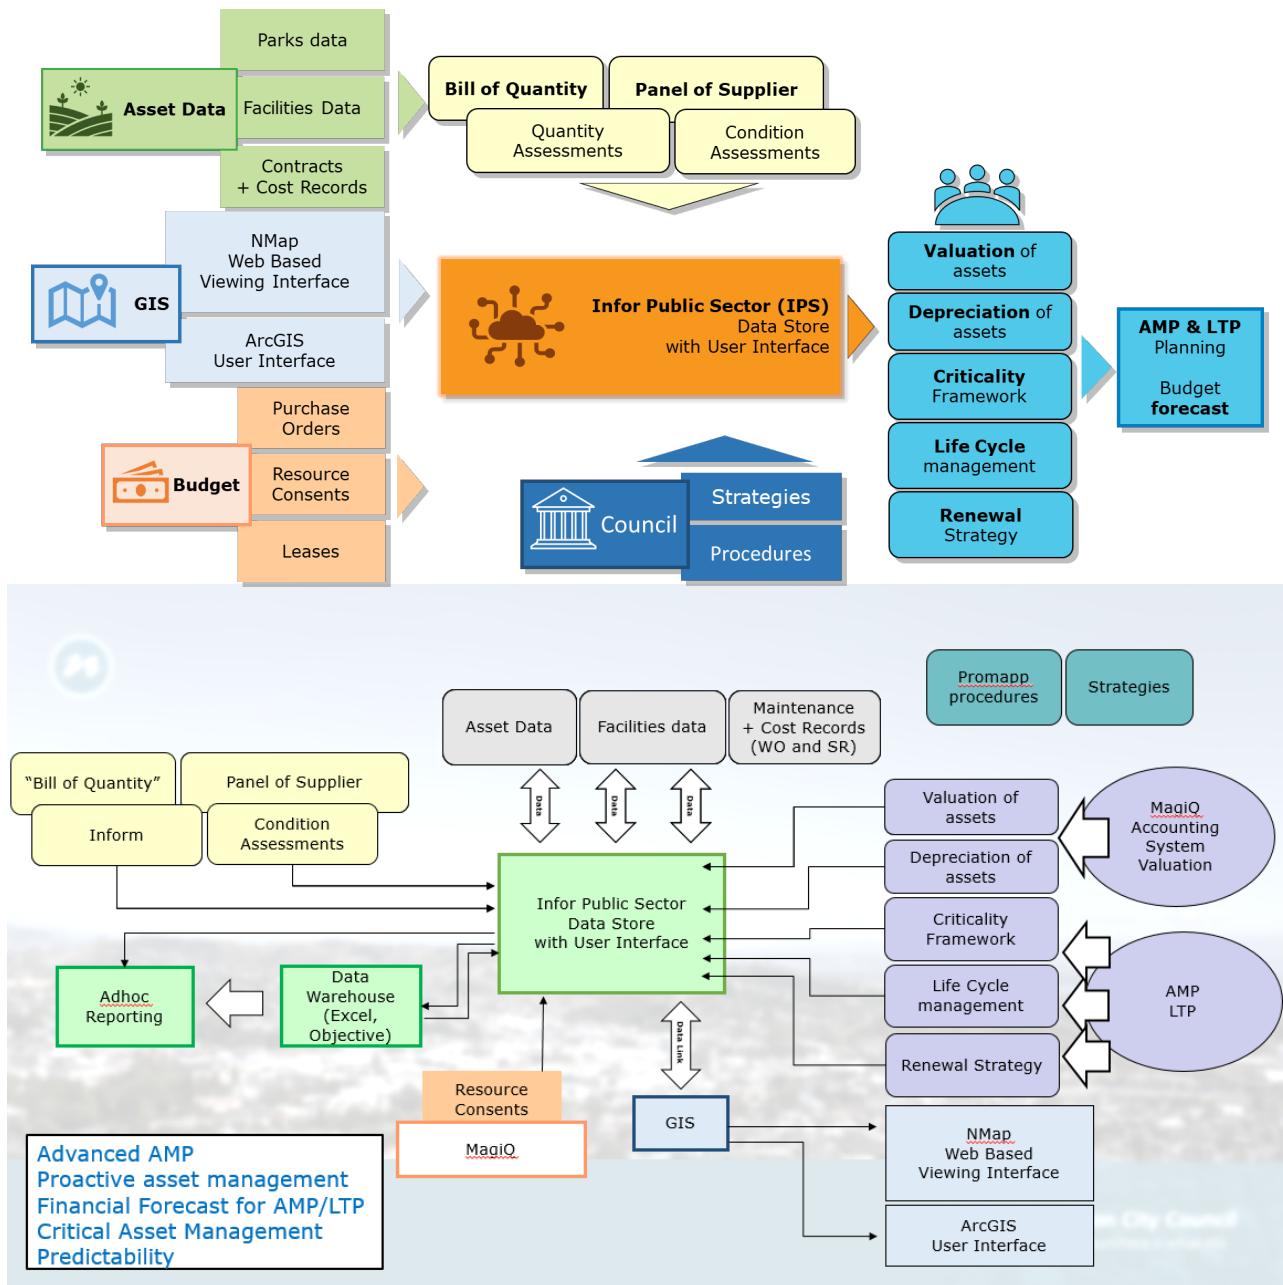 Parks data
Asset Data
Facilities Data
Contracts
+ Cost Records
Bill of Quantity
Panel of Supplier
Quantity
Assessments
Condition
Assessments
NMap
Web Based
Viewing Interface
GIS
ArcGIS
User Interface
Infor Public Sector (IPS)
Data Store
with User Interface
Valuation of
assets
Depreciation of
assets
Criticality
Framework
Life Cycle
management
Renewal
Strategy
AMP & LTP
Planning
Budget
forecast
Purchase
Orders
Budget
Resource
Consents
Leases
Council
Strategies
Procedures
Promapp
procedures
Strategies
Asset Data
Facilities data
Maintenance
+ Cost Records
(WO and SR)
"Bill of Quantity"
Panel of Supplier
Inform
Condition
Assessments
Data
Data
Data
Valuation of
assets
Depreciation of
assets
Criticality
Framework
Life Cycle
management
Renewal Strategy
MagiQ
Accounting
System
Valuation
AMP
LTP
Infor Public Sector
Data Store
with User Interface
Adhoc
Reporting
Data
Warehouse
(Excel,
Objective)
Data Link
Resource
Consents
MagiQ
GIS
NMap
Web Based
Viewing Interface
ArcGIS
User Interface
Advanced AMP
Proactive asset management
Financial Forecast for AMP/LTP
Critical Asset Management
Predictability
City Council